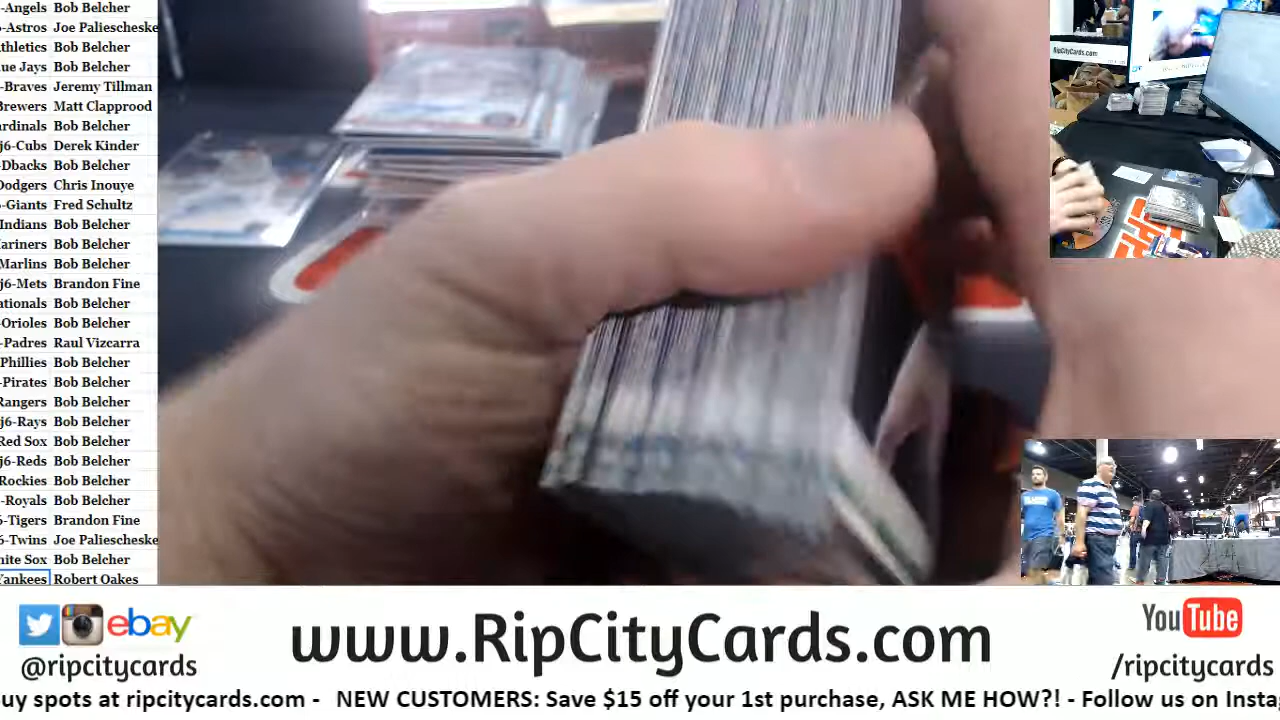 -Angels Bob Belcher
-Astros Joe Paliescheske
thletics Bob Belcher
ue Jays Bob Belcher
-Braves Jeremy Tillman
Brewers Matt Clapprood
ardinals Bob Belcher
j6-Cubs Derek Kinder
-Dbacks Bob Belcher
Dodgers Chris Inouye
-Giants Fred Schultz
Indians Bob Belcher
ariners Bob Belcher
Marlins Bob Belcher
j6-Mets Brandon Fine
ationals Bob Belcher
-Orioles Bob Belcher
-Padres Raul Vizcarra
Phillies Bob Belcher
-Pirates Bob Belcher
Rangers Bob Belcher
j6-Rays Bob Belcher
Red Sox Bob Belcher
j6-Reds Bob Belcher
Rockies Bob Belcher
-Royals Bob Belcher
6-Tigers Brandon Fine
6-Twins Joe Paliescheske
hite Sox Bob Belcher
Yankees Robert Oakes
RipCityCards.com
ebay
@ripcitycards
www.RipCityCards.com
YouTube
/ripcitycards
buy spots at ripcitycards.com - NEW CUSTOMERS: Save $15 off your 1st purchase, ASK ME HOW?! - Follow us on Insta